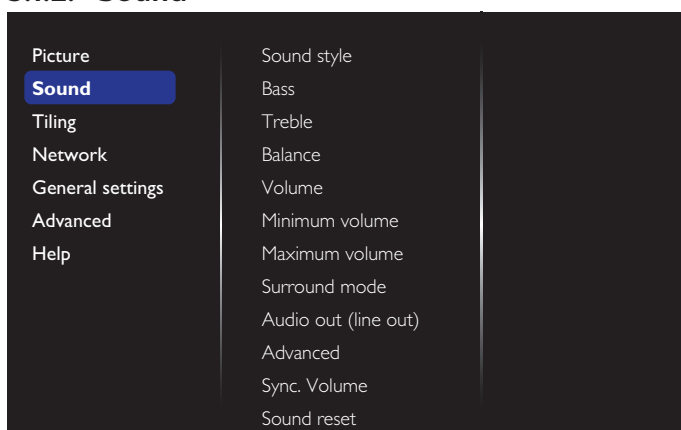 Picture
Sound
Tiling
Network
General settings
Advanced
Help
Sound style
Bass
Treble
Balance
Volume
Minimum volume
Maximum volume
Surround mode
Audio out (line out)
Advanced
Sync. Volume
Sound reset